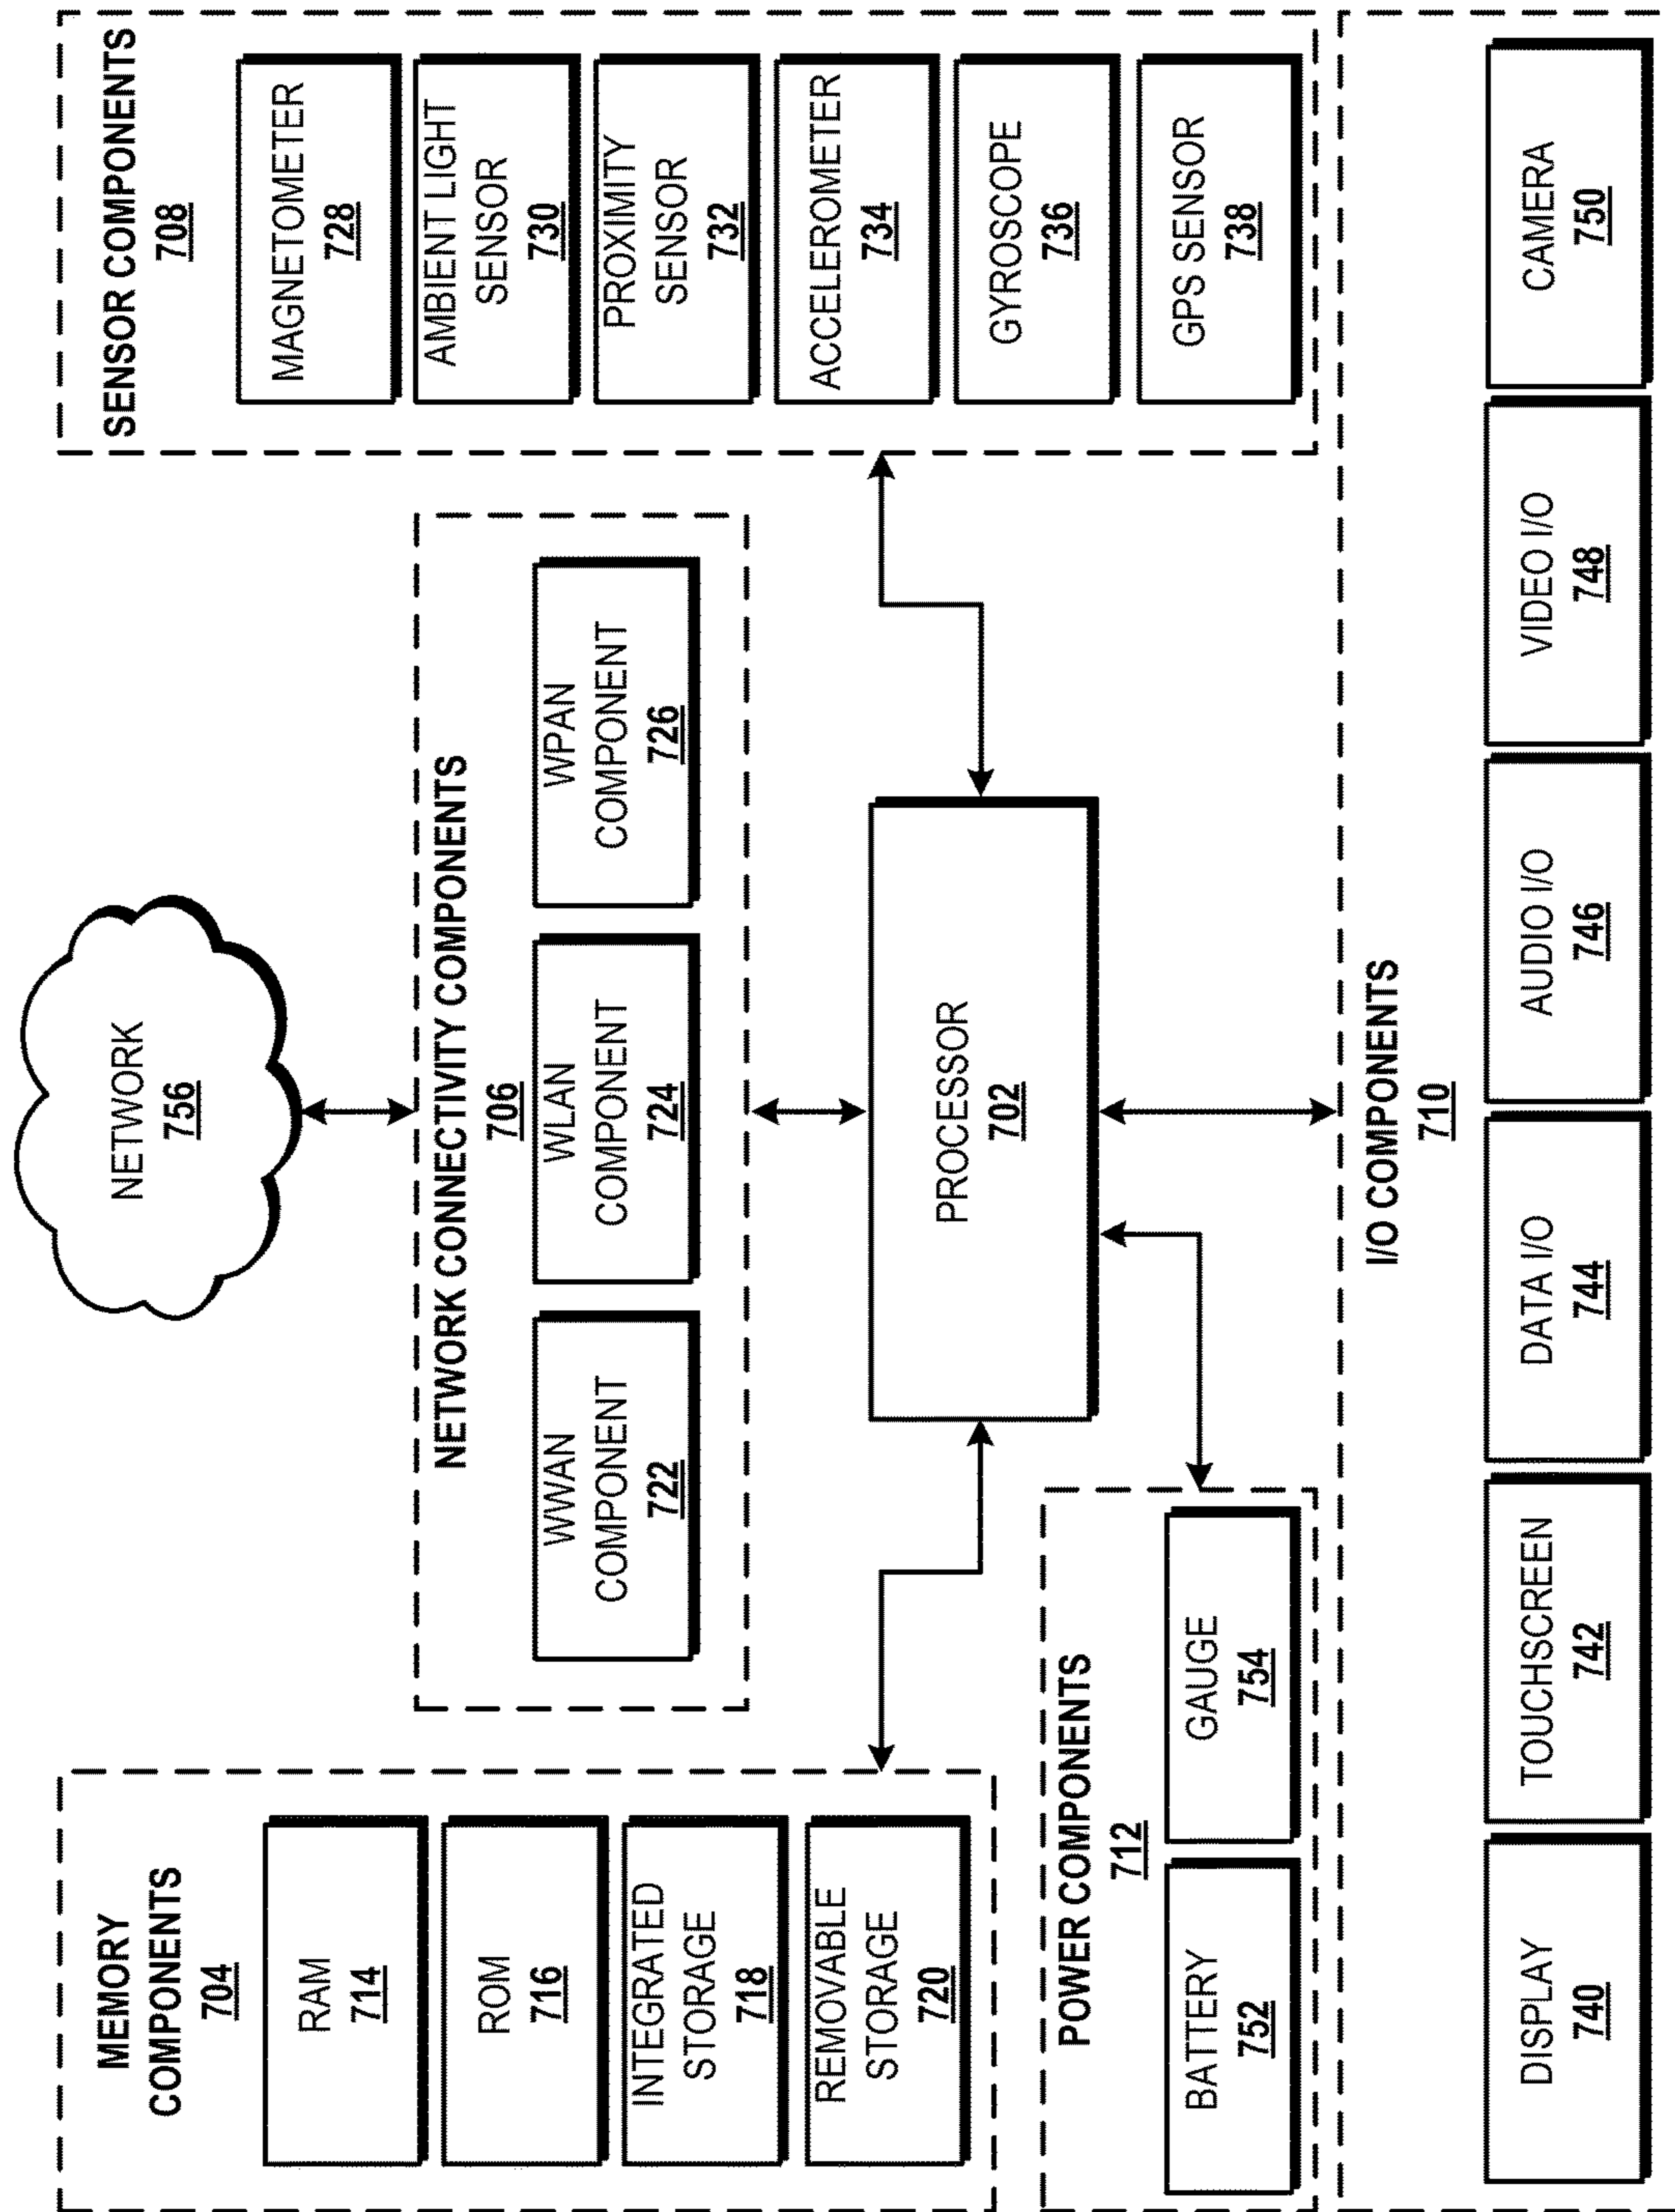 NETWORK
756
MEMORY
COMPONENTS
704
RAM
714
ROM
716
INTEGRATED
STORAGE
718
REMOVABLE
STORAGE
720
NETWORK CONNECTIVITY COMPONENTS
706
WWAN
COMPONENT
722
WLAN
COMPONENT
724
WPAN
COMPONENT
726
SENSOR COMPONENTS
708
MAGNETOMETER
728
AMBIENT LIGHT
SENSOR
730
PROXIMITY
SENSOR
732
ACCELEROMETER
734
GYROSCOPE
736
GPS SENSOR
738
PROCESSOR
702
POWER COMPONENTS
712
BATTERY
752
GAUGE
754
I/O COMPONENTS
710
DISPLAY
740
TOUCHSCREEN
742
DATA I/O
744
AUDIO I/O
746
VIDEO I/O
748
CAMERA
750